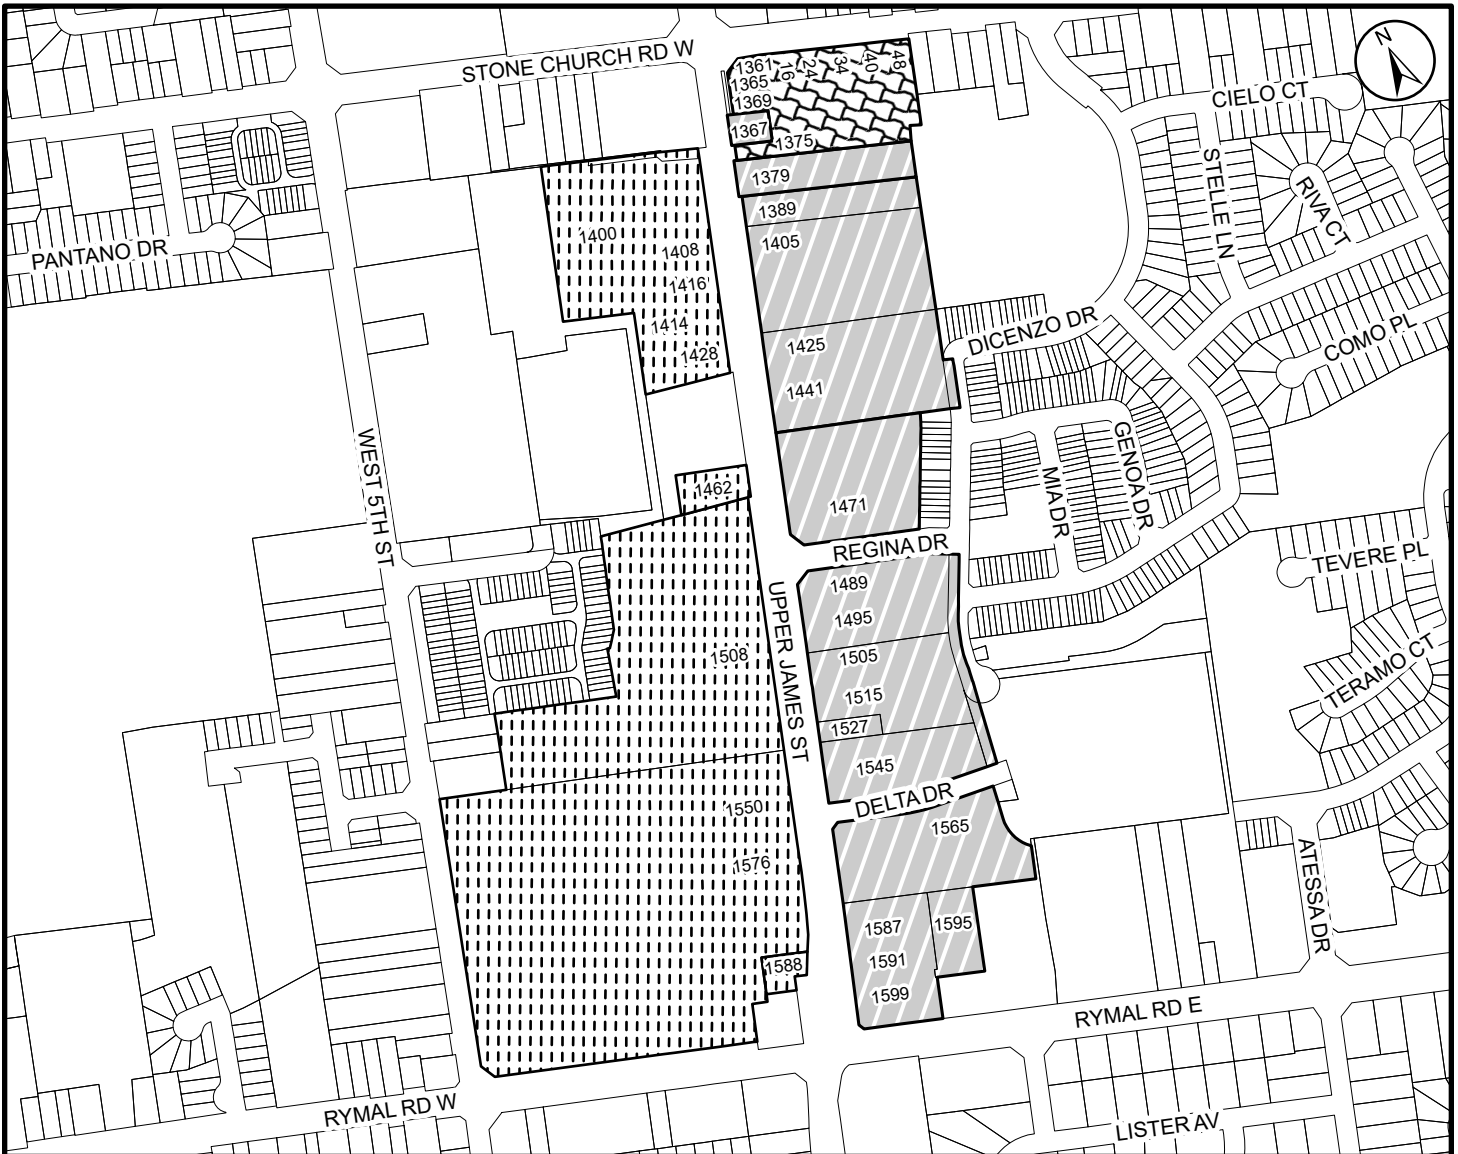 N
STONE CHURCH RD W
1361
16
24
34
40
48
1365
1369
1367
1375
CIELO CT
STELLE LN
RIVA CT
1379
1389
1405
PANTANO DR
1400
1408
1416
1414
1428
1425
1441
DICENZO DR
COMO PL
WEST 5TH ST
GENOA DR
MIA DR
1462
1471
REGINA DR
TEVERE PL
UPPER JAMES ST
1489
1495
1508
1505
1515
1527
1545
TERAMO CT
DELTA DR
1550
1565
1576
ATESSA DR
1587
1595
1591
1588
1599
RYMAL RD E
RYMAL RD W
LISTER AV